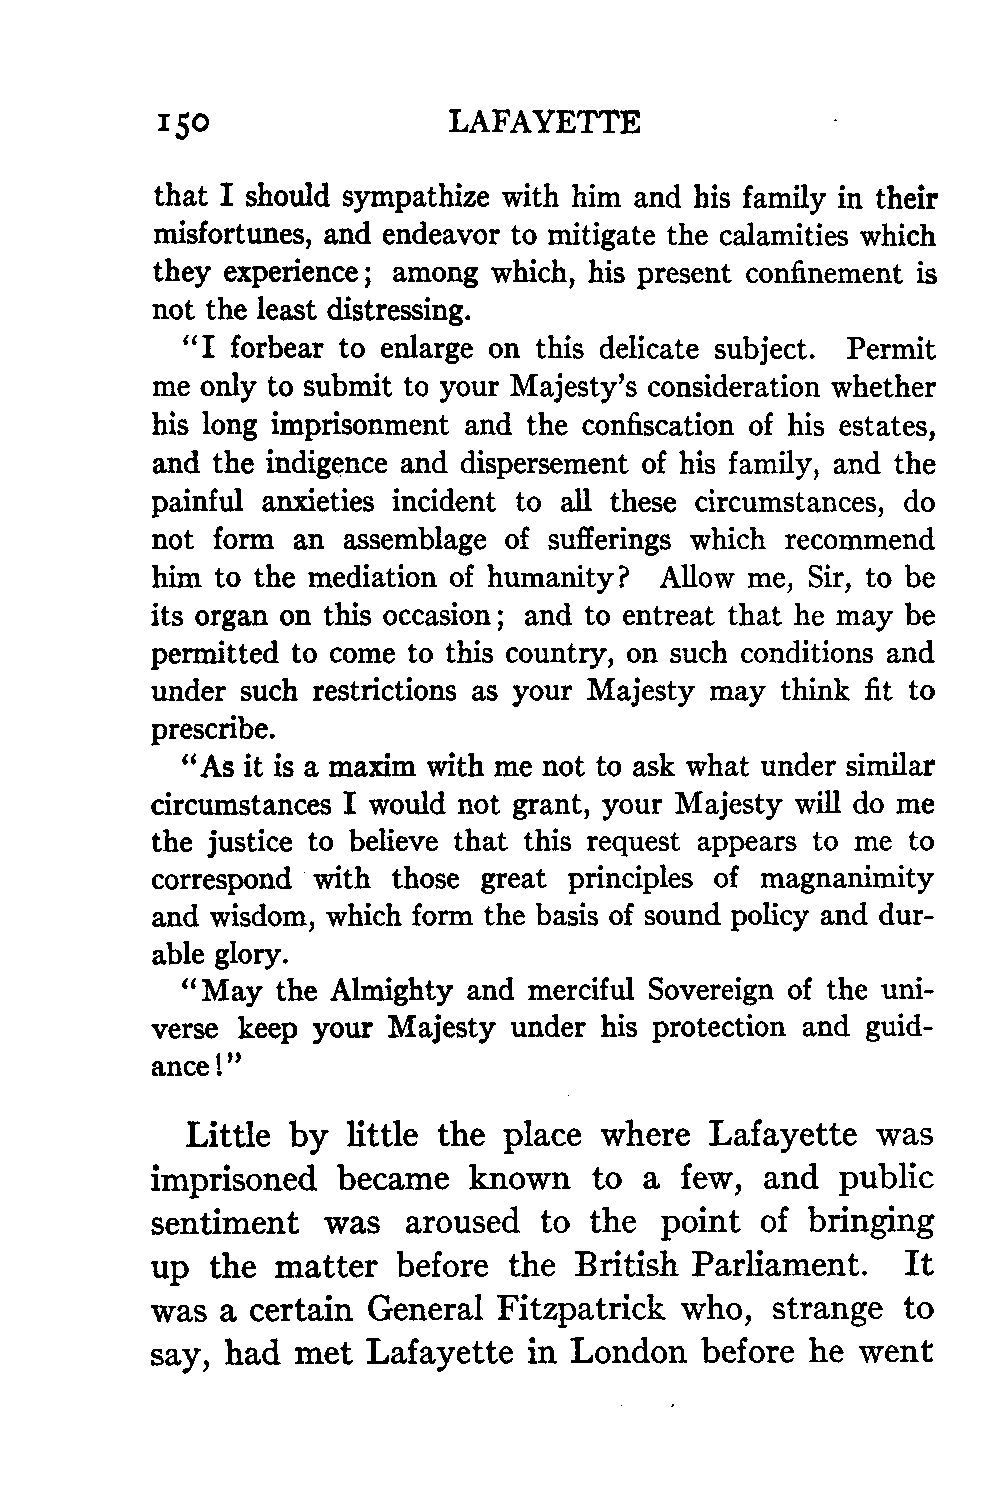 150 LAFAYETTE
that I should sympathize with him and his family in their
misfortunes, and endeavor to mitigate the calamities which
they experience; among which, his present confinement is
not the least distressing.
"I forbear to enlarge on this delicate subject. Permit
me only to submit to your Majesty's consideration whether
his long imprisonment and the confiscation of his estates,
and the indigence and dispersement of his family, and the
painful anxieties incident to all these circumstances, do
not form an assemblage of sufferings which recommend
him to the mediation of humanity? Allow me, Sir, to be
its organ on this occasion; and to entreat that he may be
permitted to come to this country, on such conditions and
under such restrictions as your Majesty may think fit to
prescribe.
"As it is a maxim with me not to ask what under similar
circumstances I would not grant, your Majesty will do me
the justice to believe that this request appears to me to
correspond with those great principles of magnanimity
and wisdom, which form the basis of sound policy and dur-
able glory.
"May the Almighty and merciful Sovereign of the uni-
verse keep your Majesty under his protection and guid-
ance!"
Little by little the place where Lafayette was
imprisoned became known to a few, and public
sentiment was aroused to the point of bringing
up the matter before the British Parliament. It
was a certain General Fitzpatrick who, strange to
say, had met Lafayette in London before he went